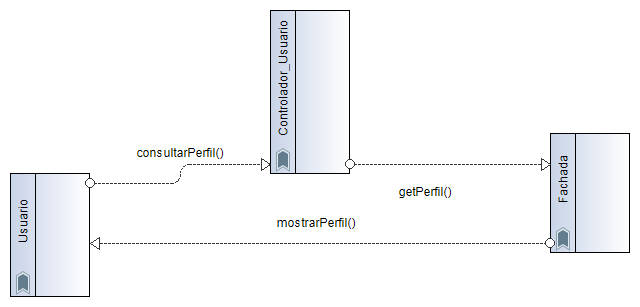 Controlador_Usuario
consultarPerfil()
Fachada
getPerfil()
Usuario
mostrarPerfil()